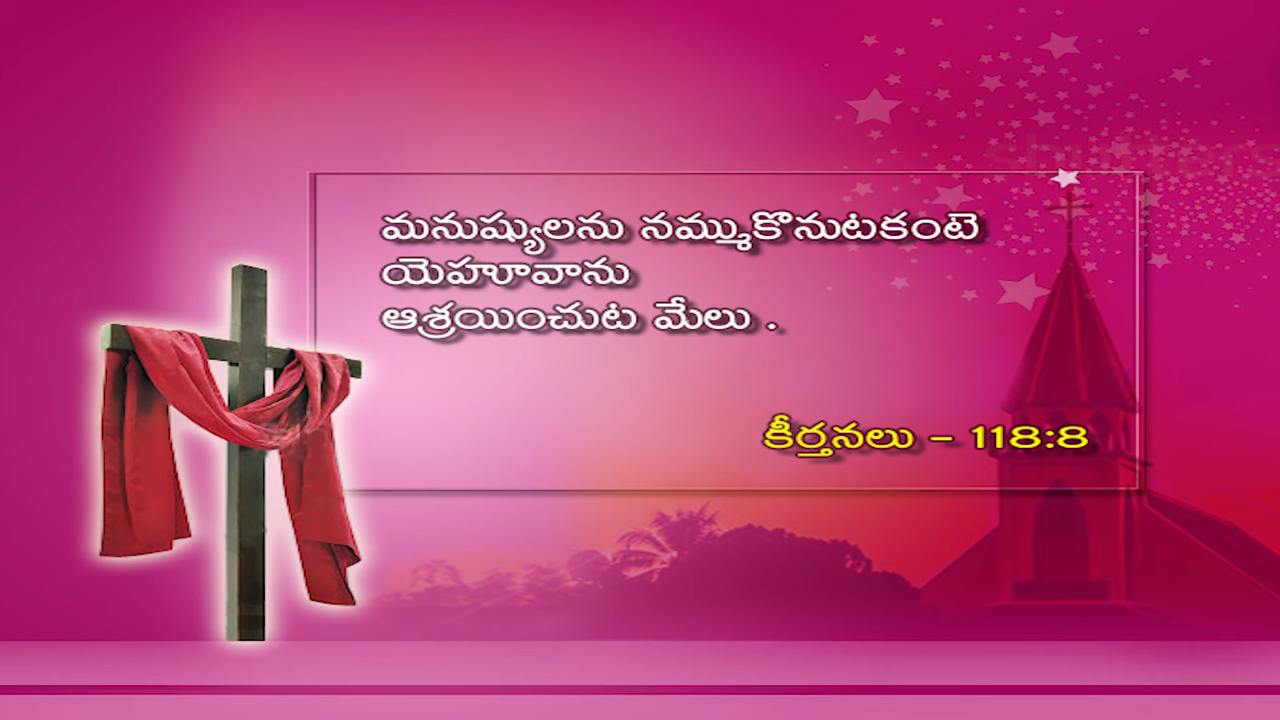 మనుష్యులను నమ్ముకొనుటకంటె
యెహూవాను
ఆశ్రయించుట మేలు .
కీర్తనలు – 118:8